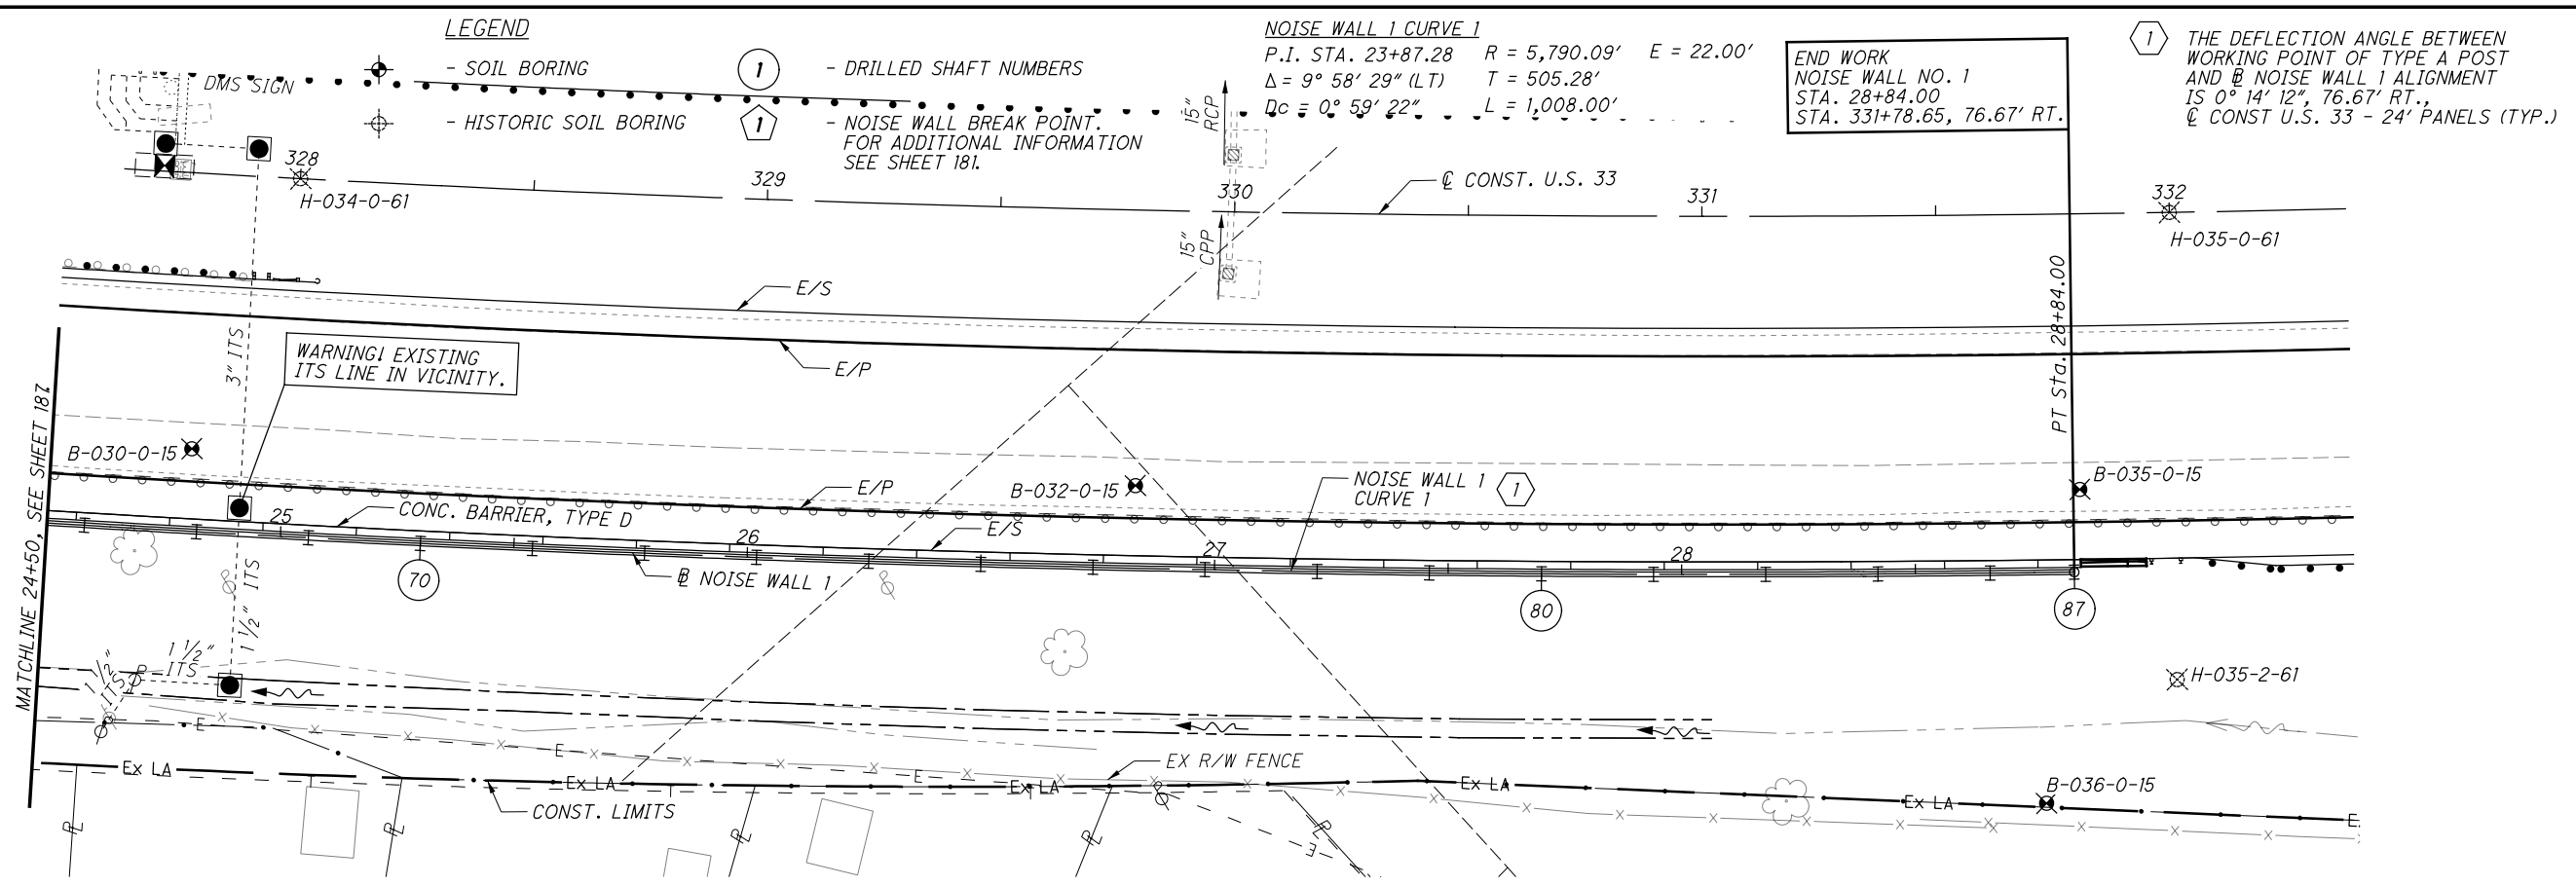 LEGEND
- SOIL BORING
1
- DRILLED SHAFT NUMBERS
- HISTORIC SOIL BORING
1
- NOISE WALL BREAK POINT.
FOR ADDITIONAL INFORMATION
SEE SHEET 181.
NOISE WALL 1 CURVE 1
P.I. STA. 23+87.28 R = 5,790.09' E = 22.00'
Δ = 9° 58' 29" (LT) T = 505.28'
Dc = 0° 59' 22" L = 1,008.00'
END WORK
NOISE WALL NO. 1
STA. 28+84.00
STA. 331+78.65, 76.67' RT.
1
THE DEFLECTION ANGLE BETWEEN
WORKING POINT OF TYPE A POST
AND B NOISE WALL 1 ALIGNMENT
IS 0° 14' 12", 76.67' RT.,
℄ CONST U.S. 33 - 24' PANELS (TYP.)
DMS SIGN
328
H-034-0-61
329
330
15"
RCP
15"
CPP
℄ CONST. U.S. 33
331
332
H-035-0-61
E/S
E/P
3" ITS
WARNING! EXISTING
ITS LINE IN VICINITY.
PT Sta. 28+84.00
MATCHLINE 24+50, SEE SHEET 187.
B-030-0-15
B-032-0-15
B-035-0-15
E/P
NOISE WALL 1
CURVE 1
1
25
CONC. BARRIER, TYPE D
26
E/S
27
28
70
B NOISE WALL 1
80
87
1 1/2" ITS
1 1/2"
ITS
1 1/2"
ITS
H-035-2-61
E
E
E
EX R/W FENCE
Ex LA
Ex LA
Ex LA
Ex LA
Ex LA
E
B-036-0-15
CONST. LIMITS
PL
PL
PL
PL
PL
E